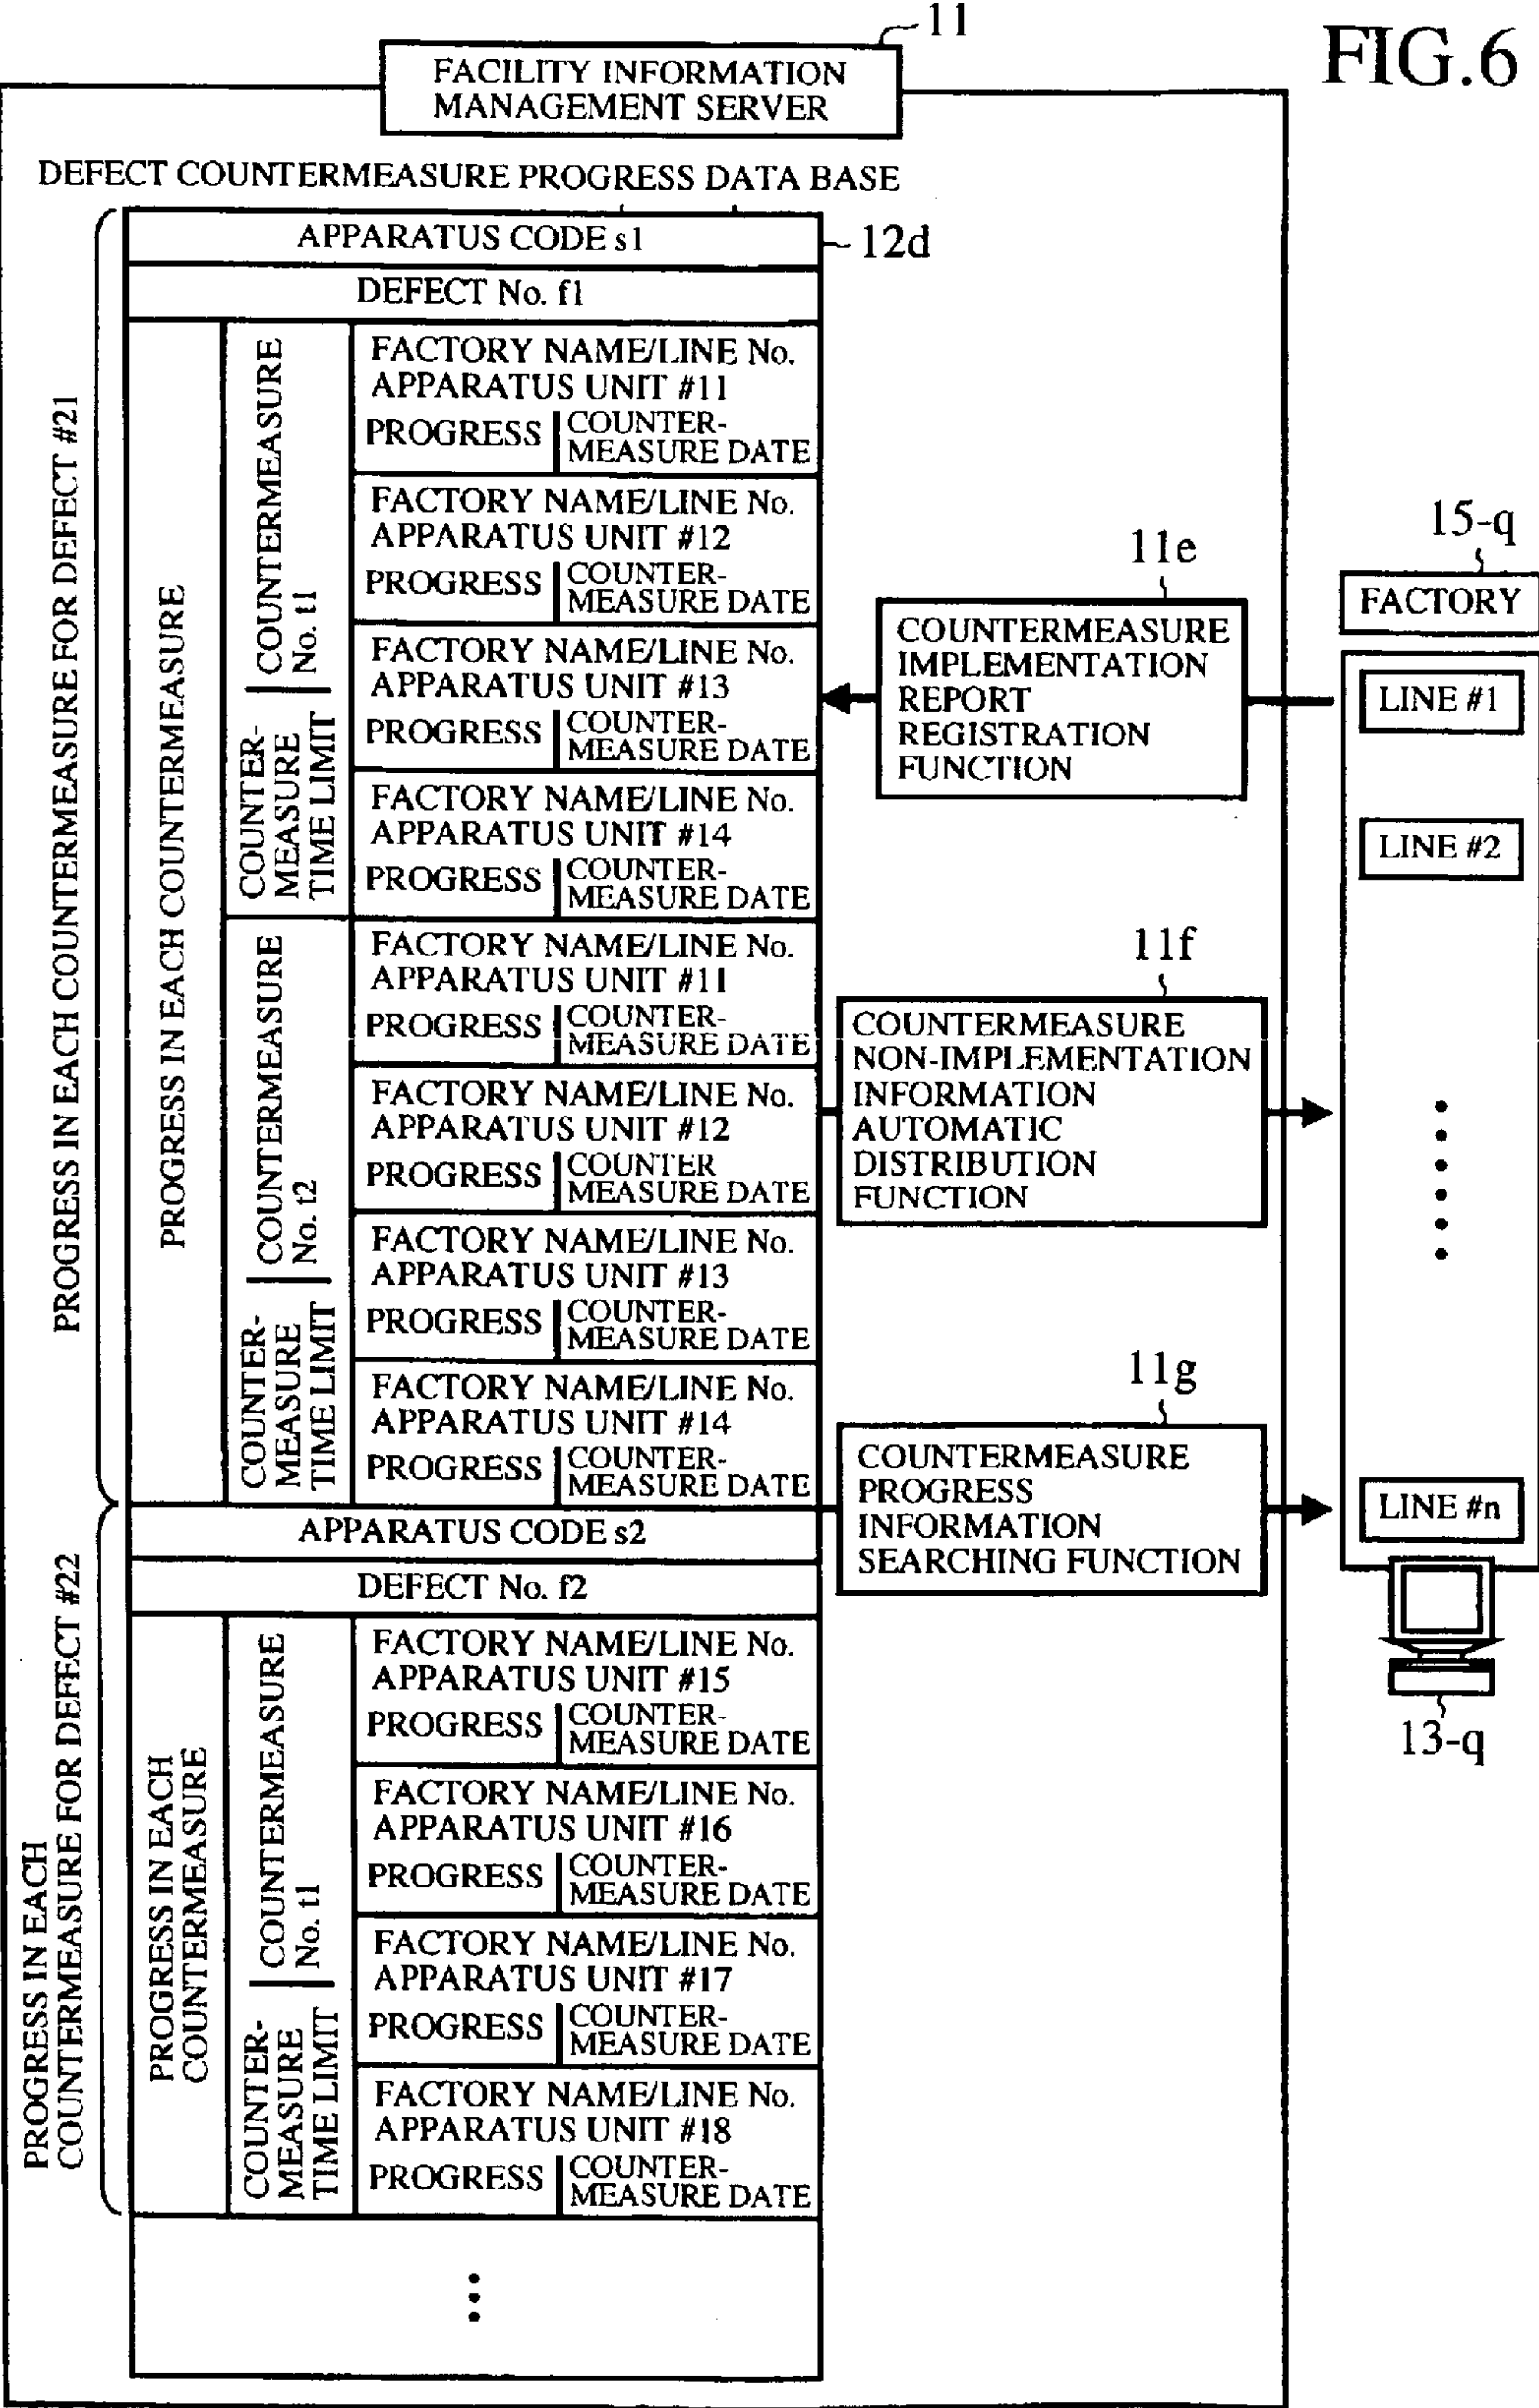 FIG.6
11
FACILITY INFORMATION
MANAGEMENT SERVER
DEFECT COUNTERMEASURE PROGRESS DATA BASE
12d
PROGRESS IN EACH COUNTERMEASURE FOR DEFECT #21
APPARATUS CODE s1
DEFECT No. f1
PROGRESS IN EACH COUNTERMEASURE
COUNTERMEASURE
No. t1
COUNTER-
MEASURE
TIME LIMIT
FACTORY NAME/LINE No.
APPARATUS UNIT #11
PROGRESS
COUNTER-
MEASURE DATE
FACTORY NAME/LINE No.
APPARATUS UNIT #12
PROGRESS
COUNTER-
MEASURE DATE
FACTORY NAME/LINE No.
APPARATUS UNIT #13
PROGRESS
COUNTER-
MEASURE DATE
FACTORY NAME/LINE No.
APPARATUS UNIT #14
PROGRESS
COUNTER-
MEASURE DATE
COUNTERMEASURE
No. t2
COUNTER-
MEASURE
TIME LIMIT
FACTORY NAME/LINE No.
APPARATUS UNIT #11
PROGRESS
COUNTER-
MEASURE DATE
FACTORY NAME/LINE No.
APPARATUS UNIT #12
PROGRESS
COUNTER
MEASURE DATE
FACTORY NAME/LINE No.
APPARATUS UNIT #13
PROGRESS
COUNTER-
MEASURE DATE
FACTORY NAME/LINE No.
APPARATUS UNIT #14
PROGRESS
COUNTER-
MEASURE DATE
PROGRESS IN EACH
COUNTERMEASURE FOR DEFECT #22
APPARATUS CODE s2
DEFECT No. f2
PROGRESS IN EACH
COUNTERMEASURE
COUNTERMEASURE
No. t1
COUNTER-
MEASURE
TIME LIMIT
FACTORY NAME/LINE No.
APPARATUS UNIT #15
PROGRESS
COUNTER-
MEASURE DATE
FACTORY NAME/LINE No.
APPARATUS UNIT #16
PROGRESS
COUNTER-
MEASURE DATE
FACTORY NAME/LINE No.
APPARATUS UNIT #17
PROGRESS
COUNTER-
MEASURE DATE
FACTORY NAME/LINE No.
APPARATUS UNIT #18
PROGRESS
COUNTER-
MEASURE DATE
11e
COUNTERMEASURE
IMPLEMENTATION
REPORT
REGISTRATION
FUNCTION
11f
COUNTERMEASURE
NON-IMPLEMENTATION
INFORMATION
AUTOMATIC
DISTRIBUTION
FUNCTION
11g
COUNTERMEASURE
PROGRESS
INFORMATION
SEARCHING FUNCTION
15-q
FACTORY
LINE #1
LINE #2
LINE #n
13-q